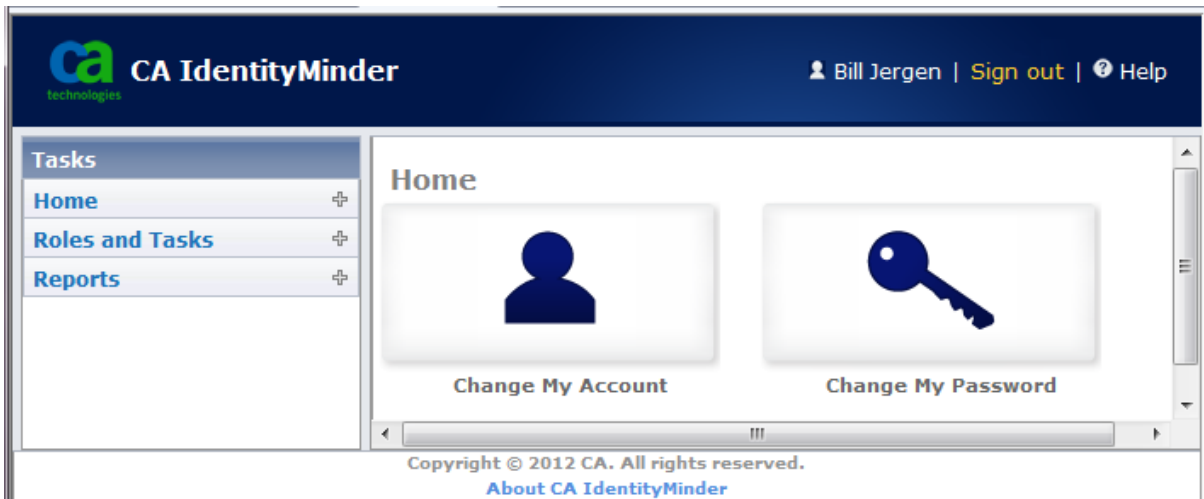 ca
technologies
CA IdentityMinder
Bill Jergen | Sign out | ? Help
Tasks
Home
Roles and Tasks
Reports
Home
Change My Account
Change My Password
Copyright © 2012 CA. All rights reserved.
About CA IdentityMinder